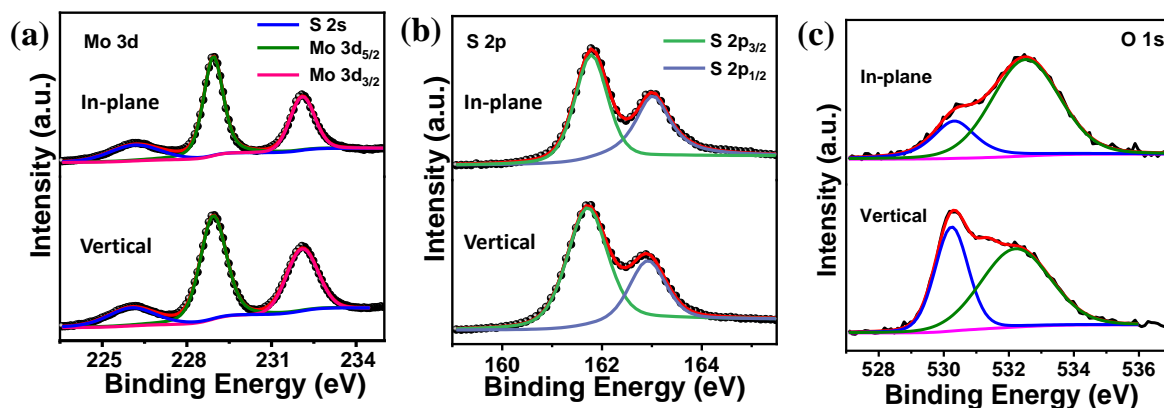 (a)
Mo 3d
S 2s
Mo 3d5/2
Mo 3d3/2
In-plane
Vertical
Intensity (a.u.)
225 228 231 234
Binding Energy (eV)
(b)
S 2p
S 2p3/2
S 2p1/2
In-plane
Vertical
Intensity (a.u.)
160 162 164
Binding Energy (eV)
(c)
O 1s
In-plane
Vertical
Intensity (a.u.)
528 530 532 534 536
Binding Energy (eV)